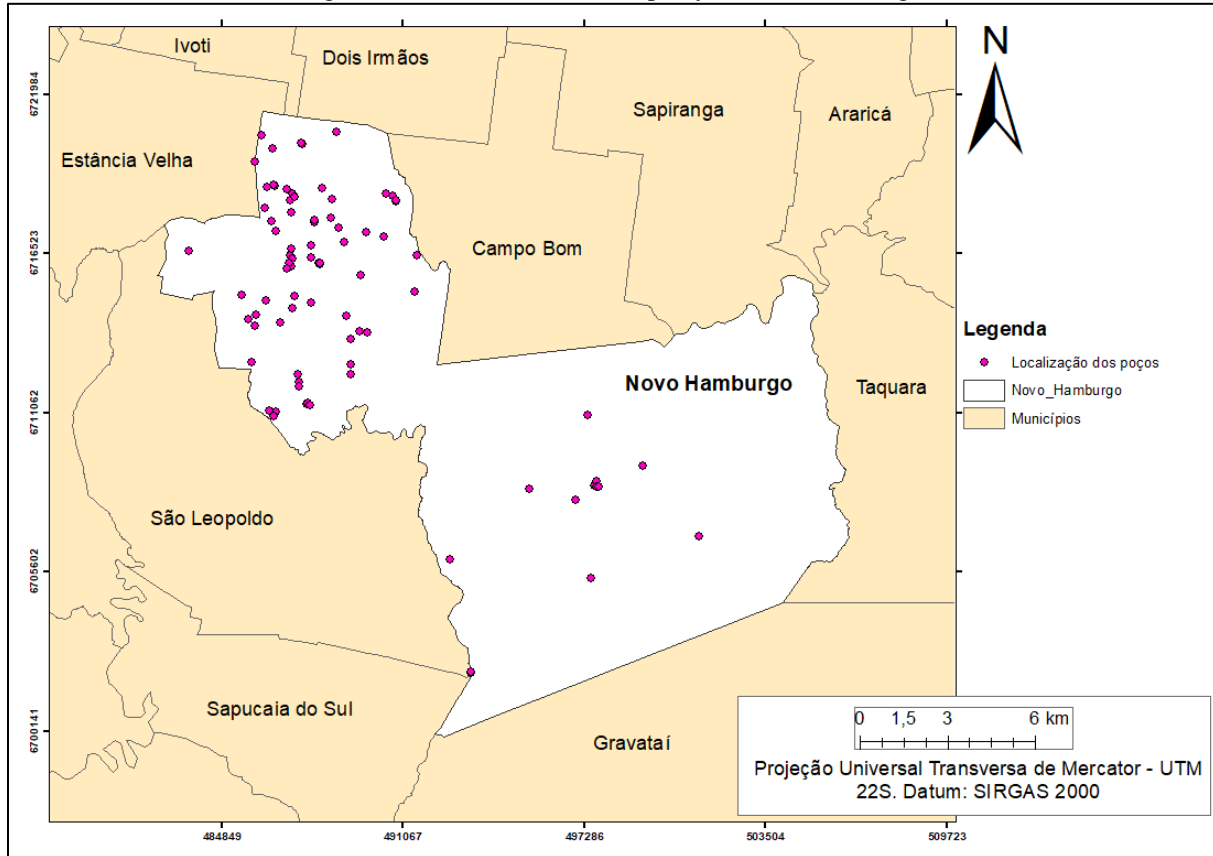 Ivoti
Dois Irmãos
N
6721984
Sapiranga
Araricá
Estância Velha
6716523
Campo Bom
Legenda
Localização dos poços
Novo Hamburgo
Taquara
Novo_Hamburgo
Municípios
6711062
São Leopoldo
6705602
Sapucaia do Sul
0 1,5 3 6 km
6700141
Gravataí
Projeção Universal Transversa de Mercator - UTM
22S. Datum: SIRGAS 2000
484849 491067 497286 503504 509723